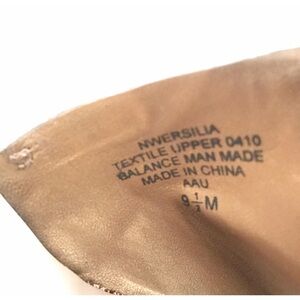 NWERSILIA
TEXTILE UPPER 0410
BALANCE MAN MADE
MADE IN CHINA
AAU
9 ½ M